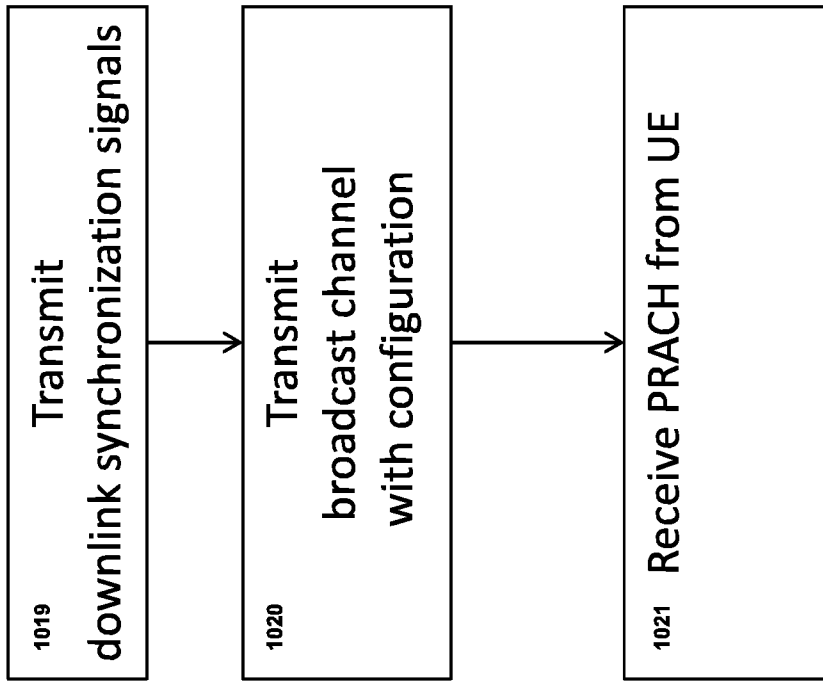 1019
Transmit
downlink synchronization signals
1020
Transmit
broadcast channel
with configuration
1021
Receive PRACH from UE